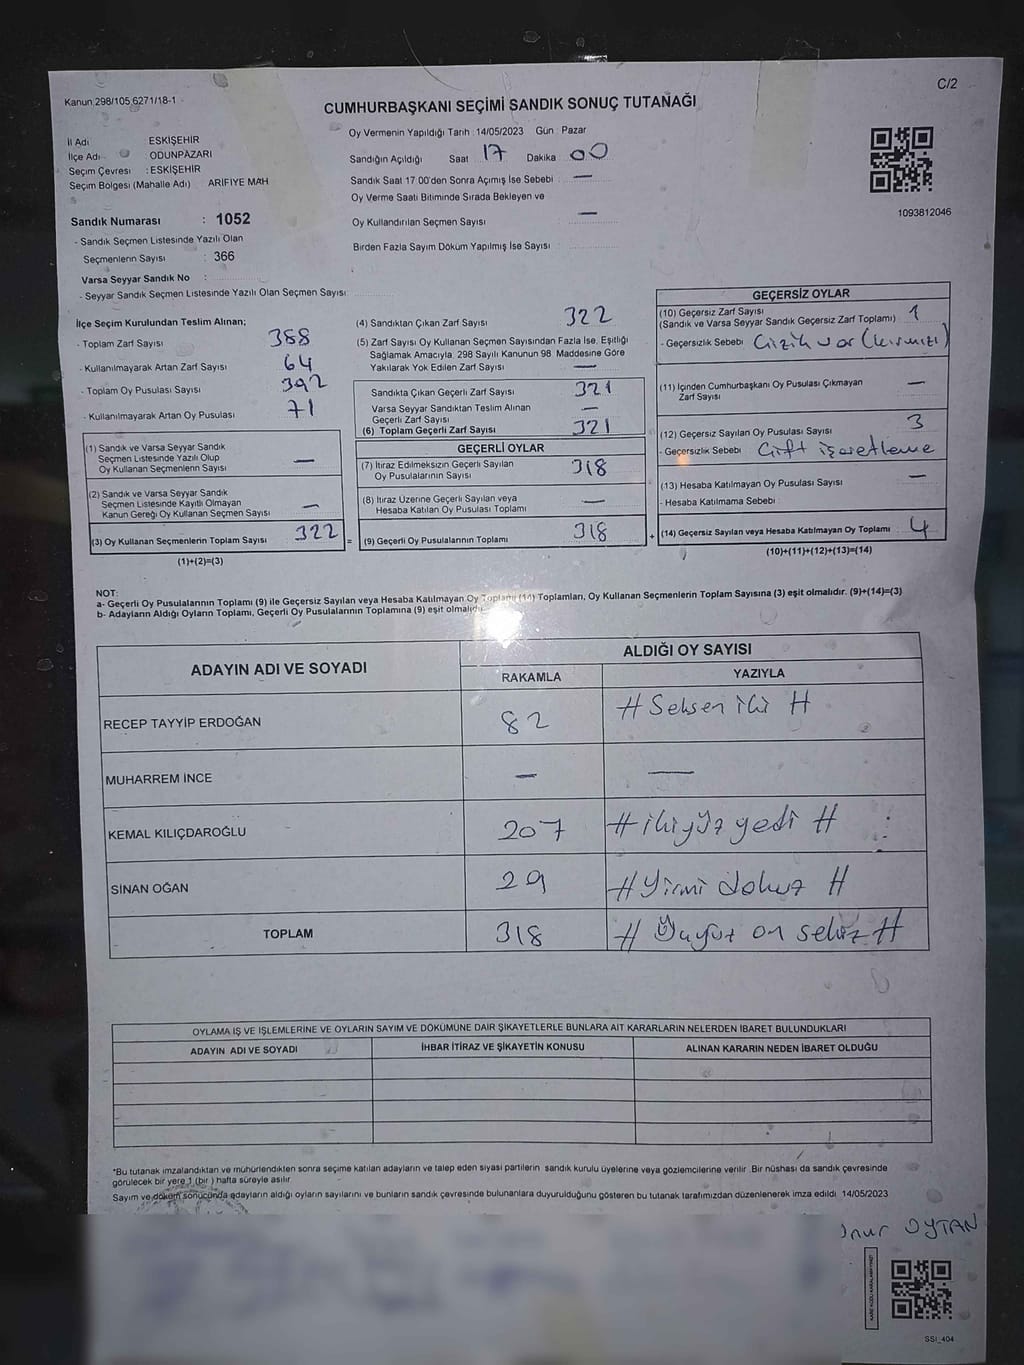 Kanun 298/105 6271/18-1
C/2
CUMHURBAŞKANI SEÇİMİ SANDIK SONUÇ TUTANAĞI
İl Adı ESKİŞEHİR
İlçe Adı ODUNPAZARI
Seçim Çevresi : ESKİŞEHİR
Seçim Bölgesi (Mahalle Adı) ARİFİYE MAH
Sandık Numarası : 1052
- Sandık Seçmen Listesinde Yazılı Olan
Seçmenlerin Sayısı : 366
Varsa Seyyar Sandık No :
- Seyyar Sandık Seçmen Listesinde Yazılı Olan Seçmen Sayısı
Oy Vermenin Yapıldığı Tarih : 14/05/2023 Gün : Pazar
Sandığın Açıldığı Saat 17 Dakika 00
Sandık Saat 17 00'den Sonra Açımış İse Sebebi —
Oy Verme Saati Bitiminde Sırada Bekleyen ve
Oy Kullandırılan Seçmen Sayısı —
Birden Fazla Sayım Döküm Yapılmış İse Sayısı
1093812046
İlçe Seçim Kurulundan Teslim Alınan;
- Toplam Zarf Sayısı 388
- Kullanılmayarak Artan Zarf Sayısı 64
- Toplam Oy Pusulası Sayısı 392
- Kullanılmayarak Artan Oy Pusulası 71
(1) Sandık ve Varsa Seyyar Sandık
Seçmen Listesinde Yazılı Olup
Oy Kullanan Seçmenlerin Sayısı —
(2) Sandık ve Varsa Seyyar Sandık
Seçmen Listesinde Kayıtlı Olmayan
Kanun Gereği Oy Kullanan Seçmen Sayısı —
(3) Oy Kullanan Seçmenlerin Toplam Sayısı 322 =
(1)+(2)=(3)
(4) Sandıktan Çıkan Zarf Sayısı 322
(5) Zarf Sayısı Oy Kullanan Seçmen Sayısından Fazla İse, Eşitliği
Sağlamak Amacıyla, 298 Sayılı Kanunun 98 Maddesine Göre
Yakılarak Yok Edilen Zarf Sayısı —
Sandıkta Çıkan Geçerli Zarf Sayısı 321
Varsa Seyyar Sandıktan Teslim Alınan
Geçerli Zarf Sayısı —
(6) Toplam Geçerli Zarf Sayısı 321
GEÇERLİ OYLAR
(7) İtiraz Edilmeksizin Geçerli Sayılan
Oy Pusulalarının Sayısı 318
(8) İtiraz Üzerine Geçerli Sayılan veya
Hesaba Katılan Oy Pusulası Toplamı —
(9) Geçerli Oy Pusulalarının Toplamı 318 +
GEÇERSİZ OYLAR
(10) Geçersiz Zarf Sayısı
(Sandık ve Varsa Seyyar Sandık Geçersiz Zarf Toplamı) 1
- Geçersizlik Sebebi Çizik var (kırmızı)
(11) İçinden Cumhurbaşkanı Oy Pusulası Çıkmayan
Zarf Sayısı —
(12) Geçersiz Sayılan Oy Pusulası Sayısı 3
- Geçersizlik Sebebi Çift işaretleme
(13) Hesaba Katılmayan Oy Pusulası Sayısı —
- Hesaba Katılmama Sebebi
(14) Geçersiz Sayılan veya Hesaba Katılmayan Oy Toplamı 4
(10)+(11)+(12)+(13)=(14)
NOT:
a- Geçerli Oy Pusulalarının Toplamı (9) ile Geçersiz Sayılan veya Hesaba Katılmayan Oy Toplamı (14) Toplamları, Oy Kullanan Seçmenlerin Toplam Sayısına (3) eşit olmalıdır. (9)+(14)=(3)
b- Adayların Aldığı Oyların Toplamı, Geçerli Oy Pusulalarının Toplamına (9) eşit olmalıdır.
ADAYIN ADI VE SOYADI
ALDIĞI OY SAYISI
RAKAMLA YAZIYLA
RECEP TAYYİP ERDOĞAN 82 # Seksen iki #
MUHARREM İNCE — —
KEMAL KILIÇDAROĞLU 207 # ikiyüz yedi #
SİNAN OĞAN 29 # Yirmi dokuz #
TOPLAM 318 # Üçyüz on sekiz #
OYLAMA İŞ VE İŞLEMLERİNE VE OYLARIN SAYIM VE DÖKÜMÜNE DAİR ŞİKAYETLERLE BUNLARA AİT KARARLARIN NELERDEN İBARET BULUNDUKLARI
ADAYIN ADI VE SOYADI İHBAR İTİRAZ VE ŞİKAYETİN KONUSU ALINAN KARARIN NEDEN İBARET OLDUĞU
*Bu tutanak imzalandıktan ve mühürlendikten sonra seçime katılan adayların ve talep eden siyasi partilerin sandık kurulu üyelerine veya gözlemcilerine verilir. Bir nüshası da sandık çevresinde
görülecek bir yere 1 (bir) hafta süreyle asılır.
Sayım ve döküm sonucunda adayların aldığı oyların sayılarını ve bunların sandık çevresinde bulunanlara duyurulduğunu gösteren bu tutanak tarafımızdan düzenlenerek imza edildi 14/05/2023
Onur OYTAN
SSI_404